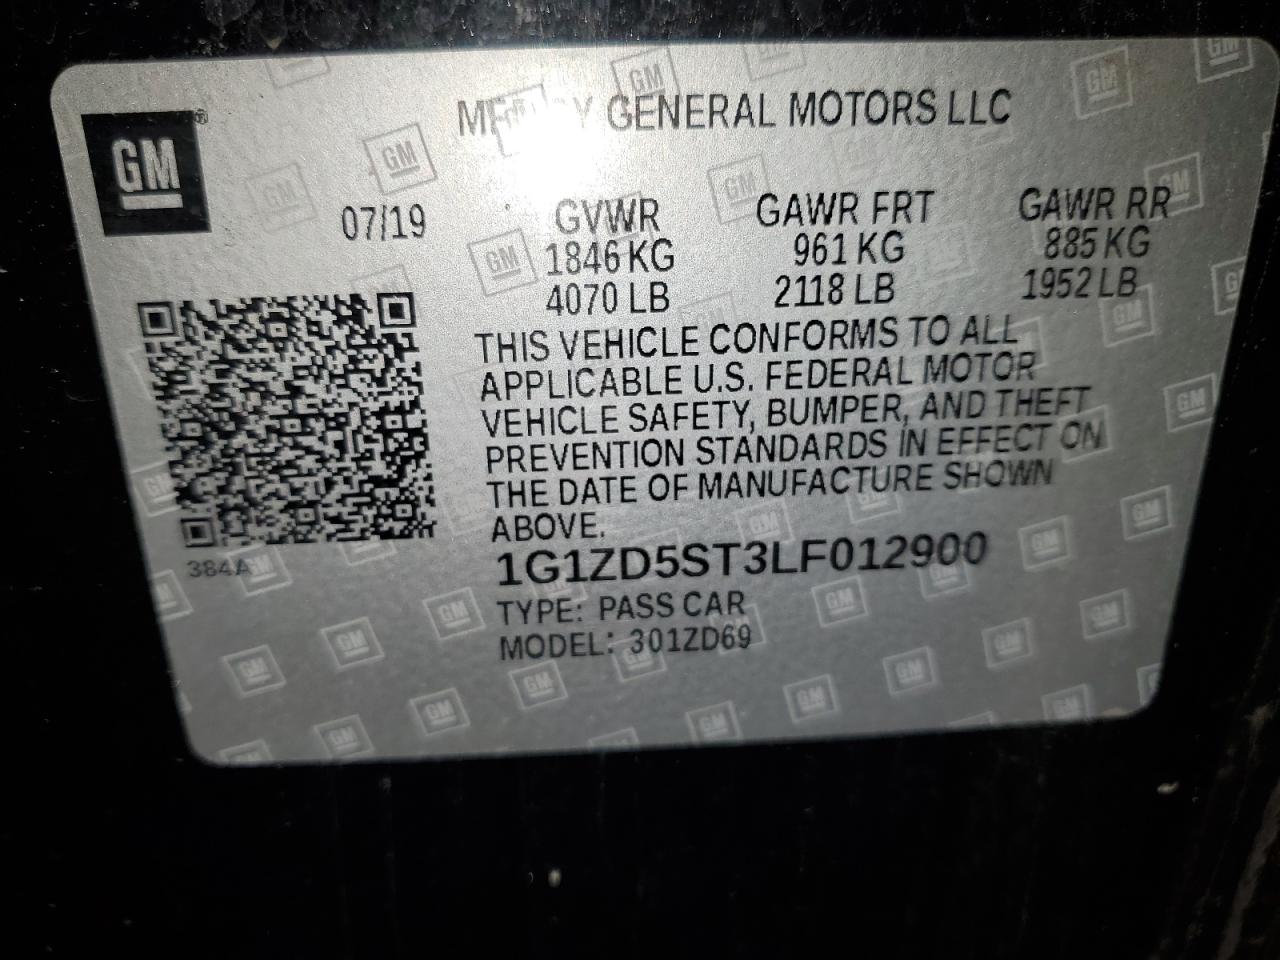 GM
MFD BY GENERAL MOTORS LLC
07/19
GVWR GAWR FRT GAWR RR
1846 KG 961 KG 885 KG
4070 LB 2118 LB 1952 LB
THIS VEHICLE CONFORMS TO ALL
APPLICABLE U.S. FEDERAL MOTOR
VEHICLE SAFETY, BUMPER, AND THEFT
PREVENTION STANDARDS IN EFFECT ON
THE DATE OF MANUFACTURE SHOWN
ABOVE.
384A
1G1ZD5ST3LF012900
TYPE: PASS CAR
MODEL: 301ZD69